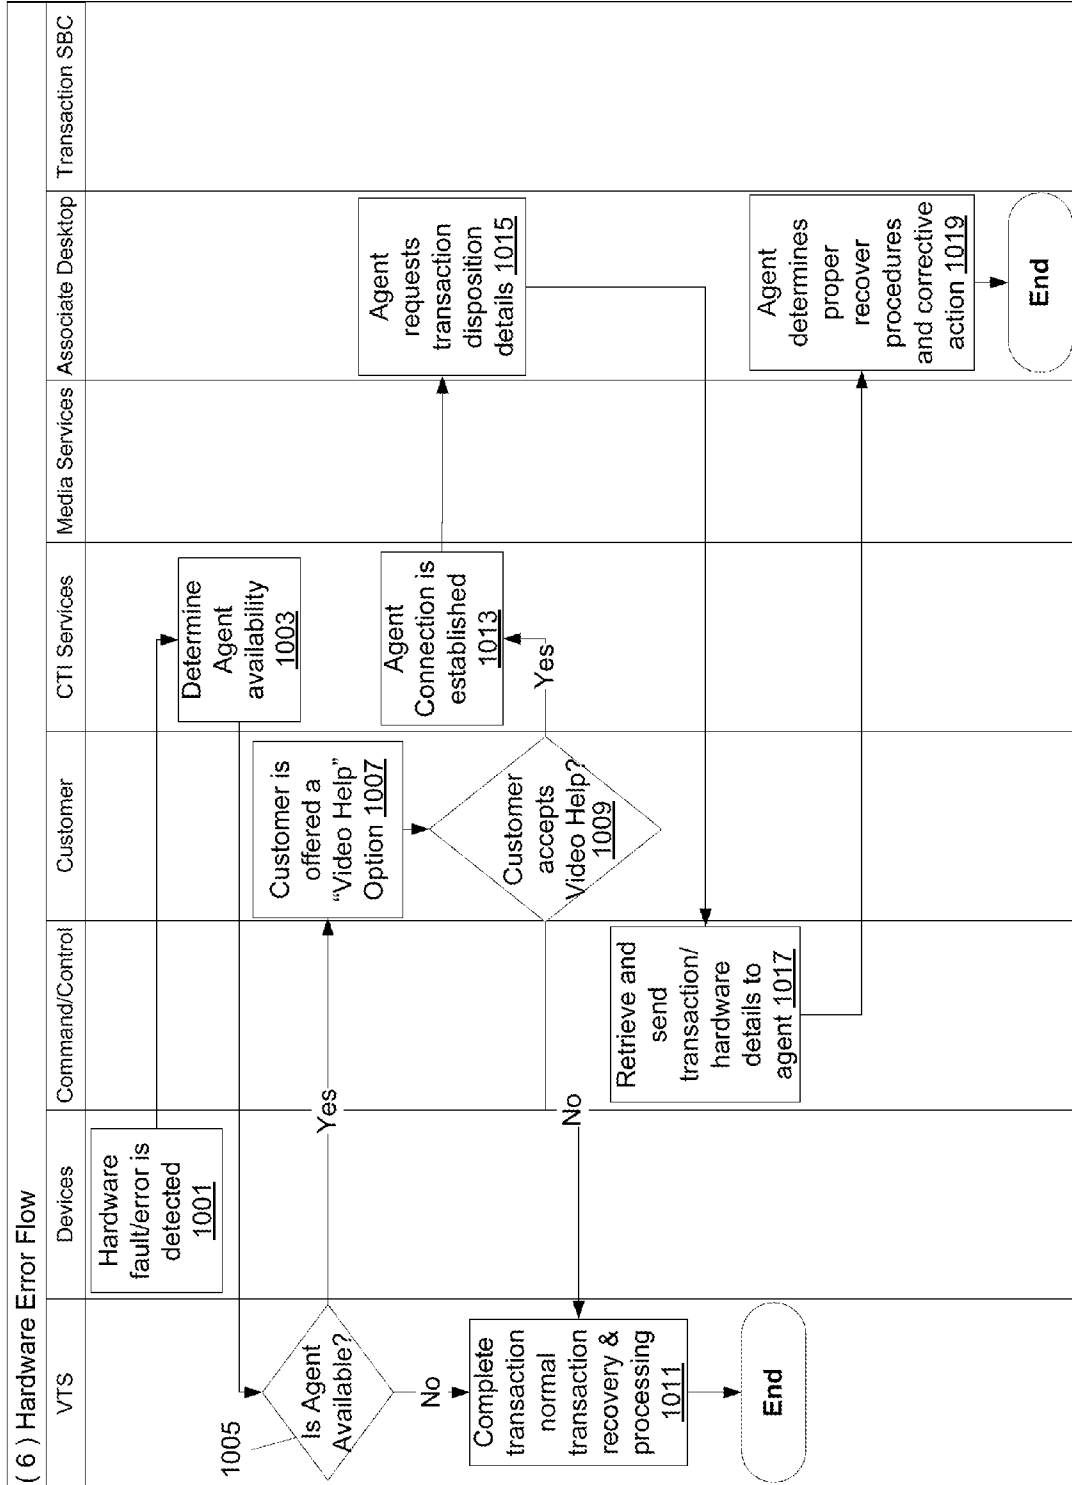 ( 6 ) Hardware Error Flow
VTS
Devices
Command/Control
Customer
CTI Services
Media Services
Associate Desktop
Transaction SBC
Hardware
fault/error is
detected
1001
Determine
Agent
availability
1003
1005
Is Agent
Available?
Yes
No
Customer is
offered a
“Video Help”
Option 1007
Customer
accepts
Video Help?
1009
Yes
No
Complete
transaction
normal
transaction
recovery &
processing
1011
End
Agent
Connection is
established
1013
Agent
requests
transaction
disposition
details 1015
Retrieve and
send
transaction/
hardware
details to
agent 1017
Agent
determines
proper
recover
procedures
and corrective
action 1019
End